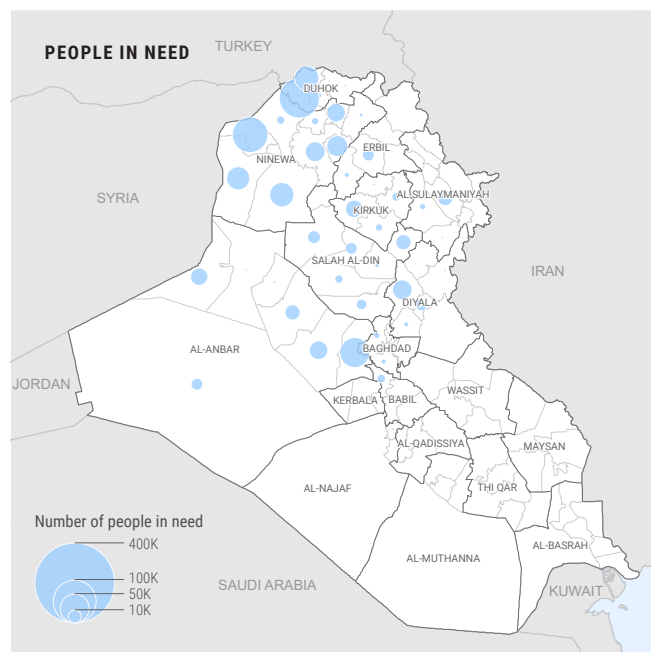 PEOPLE IN NEED
TURKEY
DUHOK
ERBIL
NINEWA
AL-SULAYMANIYAH
SYRIA
KIRKUK
SALAH AL-DIN
IRAN
DIYALA
AL-ANBAR
BAGHDAD
JORDAN
WASSIT
KERBALA
BABIL
AL-QADISSIYA
MAYSAN
AL-NAJAF
THI QAR
Number of people in need
400K
100K
50K
10K
AL-BASRAH
AL-MUTHANNA
SAUDI ARABIA
KUWAIT